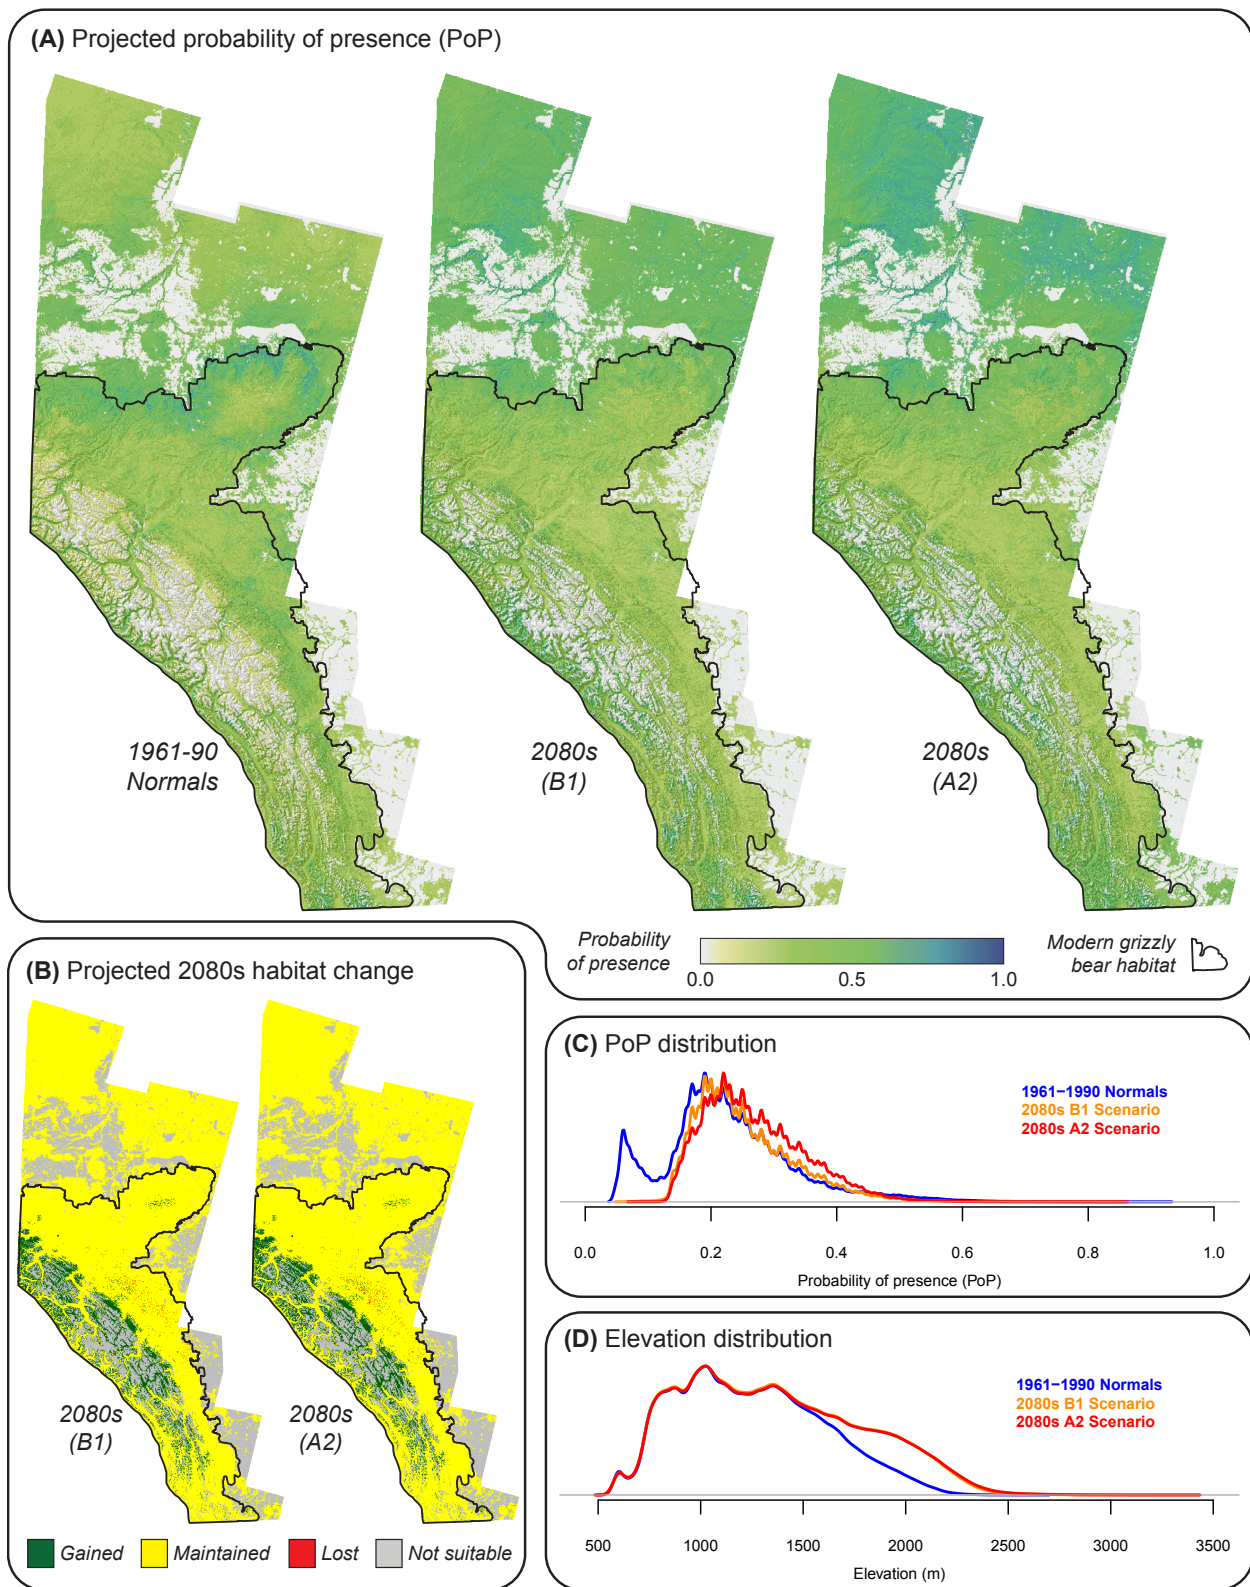 (A) Projected probability of presence (PoP)
1961-90
Normals
2080s
(B1)
2080s
(A2)
Probability
of presence
0.0
0.5
1.0
Modern grizzly
bear habitat
(B) Projected 2080s habitat change
2080s
(B1)
2080s
(A2)
Gained
Maintained
Lost
Not suitable
(C) PoP distribution
1961−1990 Normals
2080s B1 Scenario
2080s A2 Scenario
0.0
0.2
0.4
0.6
0.8
1.0
Probability of presence (PoP)
(D) Elevation distribution
1961−1990 Normals
2080s B1 Scenario
2080s A2 Scenario
500
1000
1500
2000
2500
3000
3500
Elevation (m)